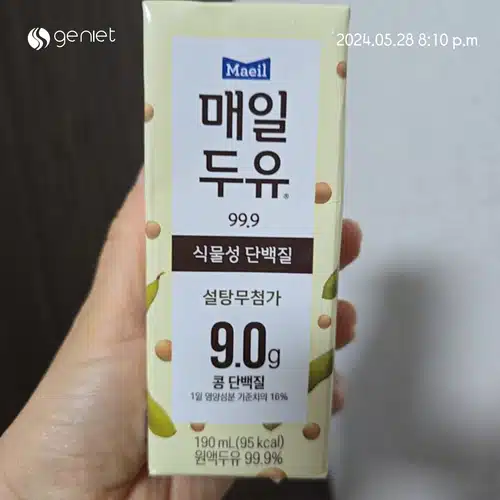 geniet
2024.05.28 8:10 p.m
Maeil
매일
두유®
99.9
식물성 단백질
설탕무첨가
9.0g
콩 단백질
1일 영양성분 기준치의 16%
190 mL(95 kcal)
원액두유 99.9%